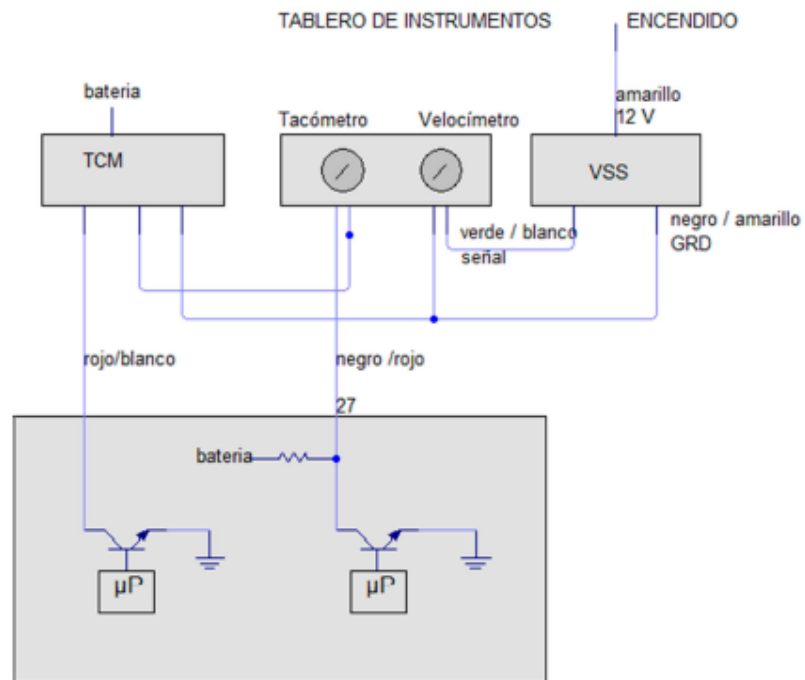 TABLERO DE INSTRUMENTOS
ENCENDIDO
bateria
amarillo
12 V
Tacómetro
Velocímetro
TCM
VSS
negro / amarillo
GRD
verde / blanco
señal
rojo/blanco
negro /rojo
27
bateria
µP
µP